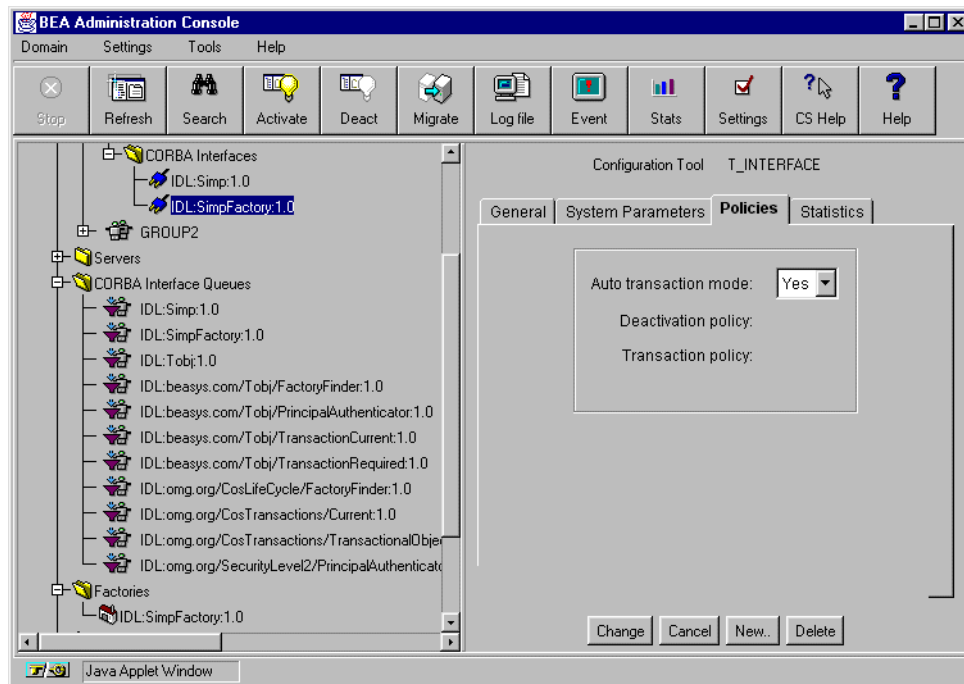 BEA Administration Console
Domain Settings Tools Help
Stop Refresh Search Activate Deact Migrate Log file Event Stats Settings CS Help Help
CORBA Interfaces
IDL:Simp:1.0
IDL:SimpFactory:1.0
GROUP2
Servers
CORBA Interface Queues
IDL:Simp:1.0
IDL:SimpFactory:1.0
IDL:Tobj:1.0
IDL:beasys.com/Tobj/FactoryFinder:1.0
IDL:beasys.com/Tobj/PrincipalAuthenticator:1.0
IDL:beasys.com/Tobj/TransactionCurrent:1.0
IDL:beasys.com/Tobj/TransactionRequired:1.0
IDL:omg.org/CosLifeCycle/FactoryFinder:1.0
IDL:omg.org/CosTransactions/Current:1.0
IDL:omg.org/CosTransactions/TransactionalObje
IDL:omg.org/SecurityLevel2/PrincipalAuthenticato
Factories
IDL:SimpFactory:1.0
Configuration Tool T_INTERFACE
General System Parameters Policies Statistics
Auto transaction mode: Yes
Deactivation policy:
Transaction policy:
Change Cancel New.. Delete
Java Applet Window